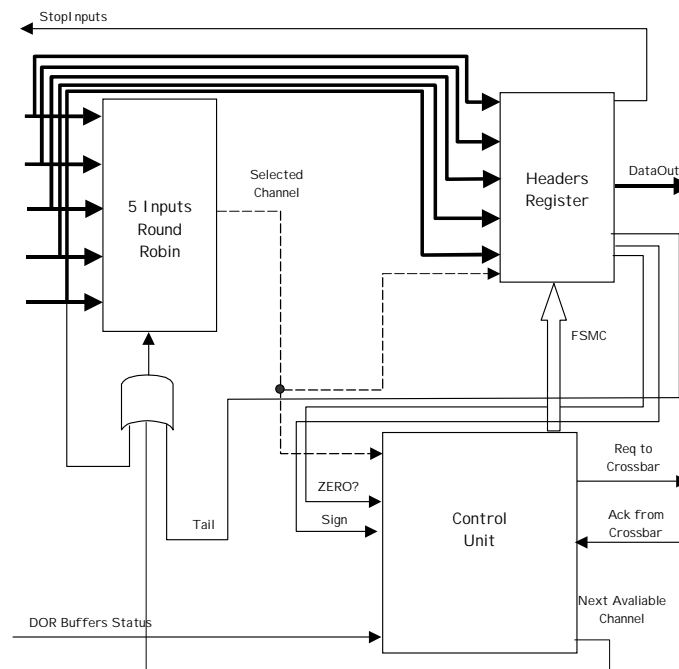 StopInputs
Selected
Channel
5 Inputs
Round
Robin
Headers
Register
DataOut
FSMC
Req to
Crossbar
ZERO?
Sign
Control
Unit
Ack from
Crossbar
Tail
Next Avaliable
Channel
DOR Buffers Status